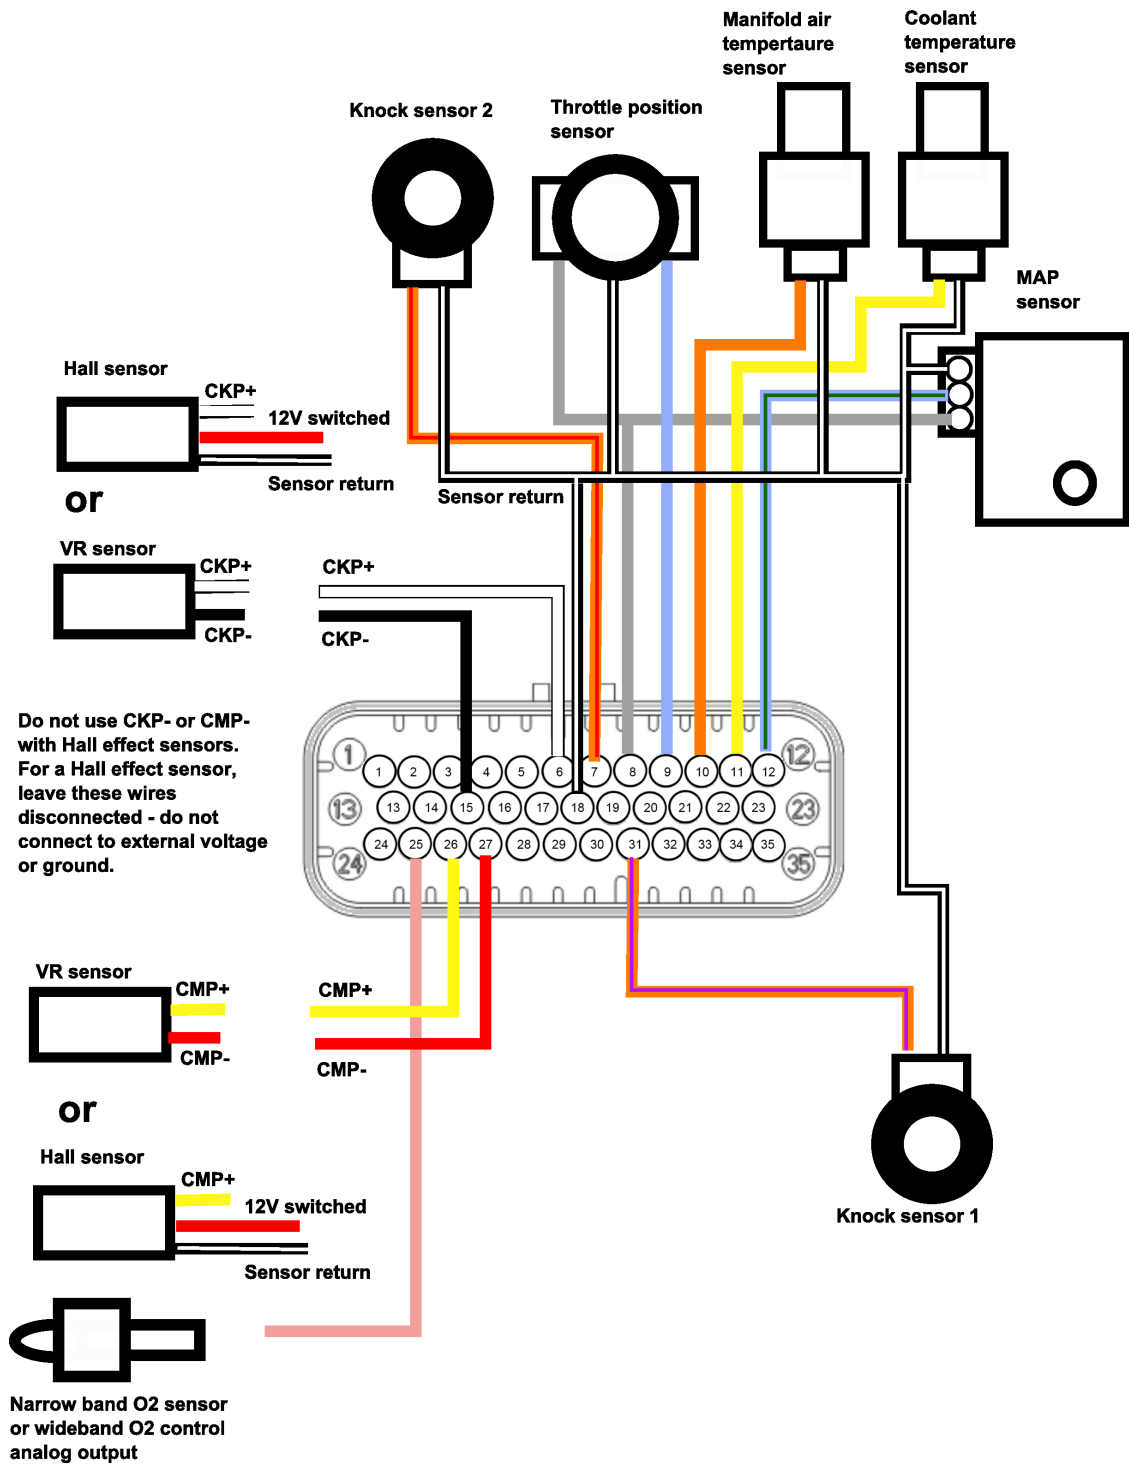 Manifold air
tempertaure
sensor
Coolant
temperature
sensor
Knock sensor 2
Throttle position
sensor
MAP
sensor
Hall sensor
CKP+
12V switched
Sensor return
or
Sensor return
VR sensor
CKP+
CKP-
CKP+
CKP-
Do not use CKP- or CMP-
with Hall effect sensors.
For a Hall effect sensor,
leave these wires
disconnected - do not
connect to external voltage
or ground.
1
12
1 2 3 4 5 6 7 8 9 10 11 12
13
23
13 14 15 16 17 18 19 20 21 22 23
24
35
24 25 26 27 28 29 30 31 32 33 34 35
VR sensor
CMP+
CMP-
CMP+
CMP-
or
Hall sensor
CMP+
12V switched
Sensor return
Knock sensor 1
Narrow band O2 sensor
or wideband O2 control
analog output